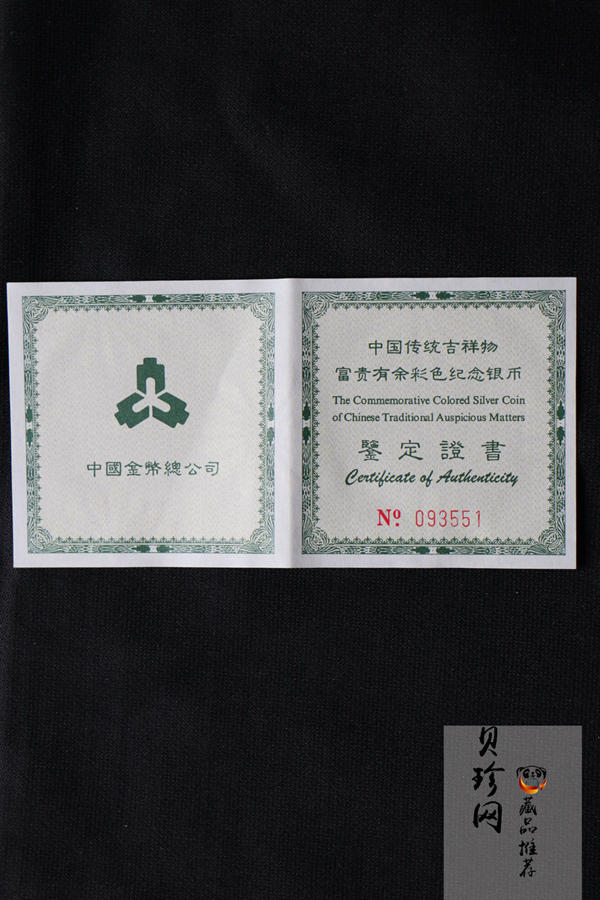 中國金幣總公司
中国传统吉祥物
富贵有余彩色纪念银币
The Commemorative Colored Silver Coin
of Chinese Traditional Auspicious Matters
鑒定證書
Certificate of Authenticity
Nº 093551
贝珍网
藏品推荐